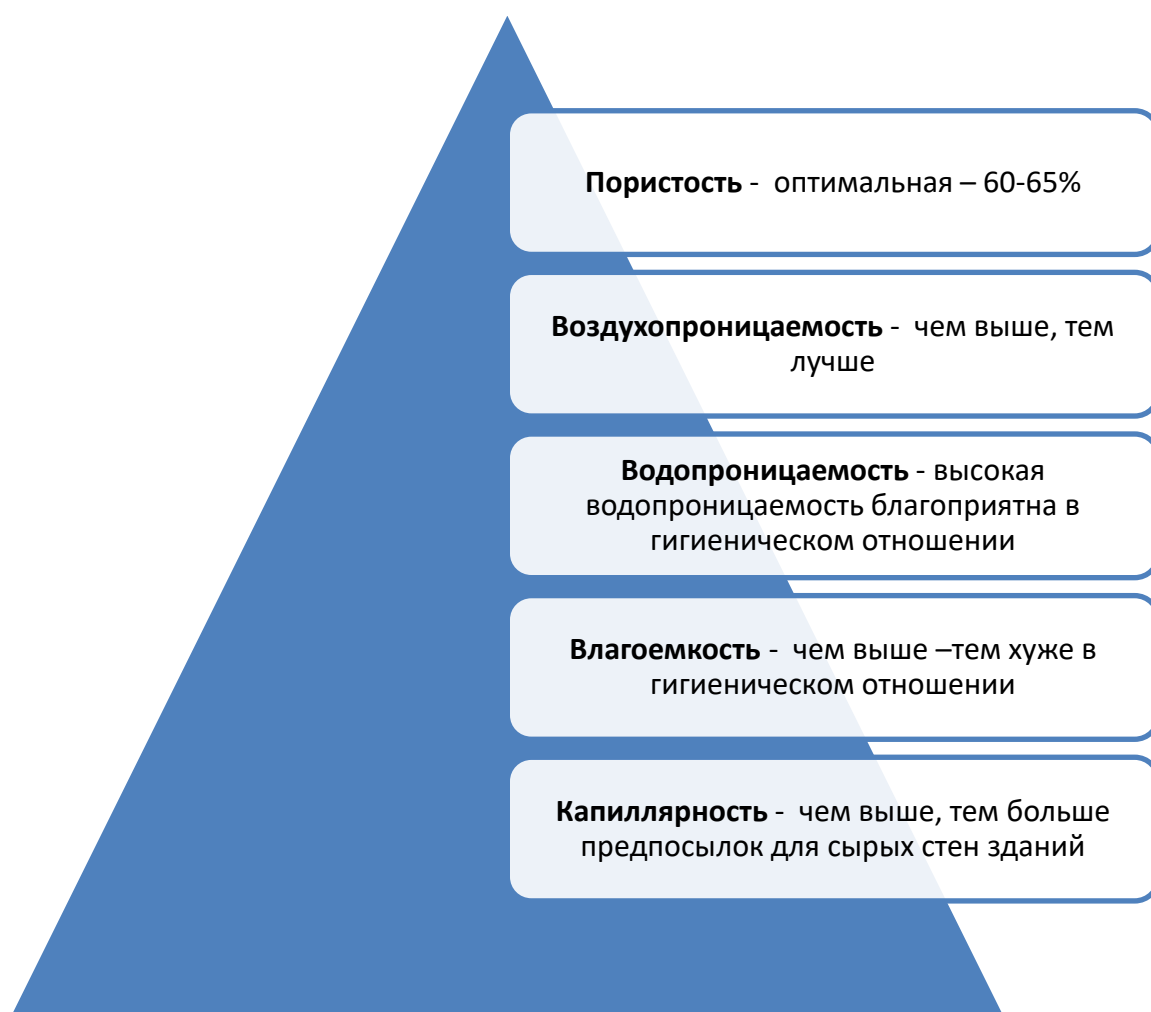 Пористость -  оптимальная – 60-65%
Воздухопроницаемость -  чем выше, тем
лучше
Водопроницаемость - высокая
водопроницаемость благоприятна в
гигиеническом отношении
Влагоемкость -  чем выше –тем хуже в
гигиеническом отношении
Капиллярность -  чем выше, тем больше
предпосылок для сырых стен зданий